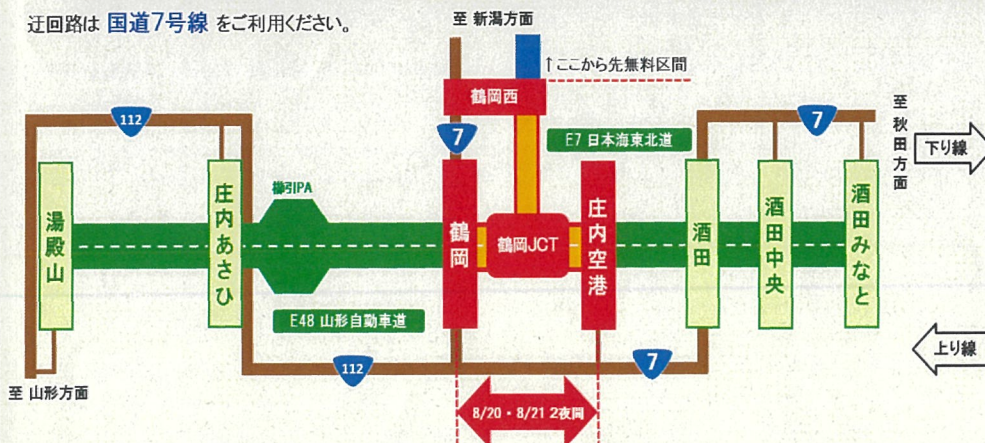 迂回路は 国道7号線 をご利用ください。
至 新潟方面
↑ここから先無料区間
鶴岡西
112
7
E7 日本海東北道
7
至秋田方面
下り線
湯殿山
庄内あさひ
櫛引PA
鶴岡
鶴岡JCT
庄内空港
酒田
酒田中央
酒田みなと
E48 山形自動車道
上り線
112
7
至 山形方面
8/20・8/21 2夜間